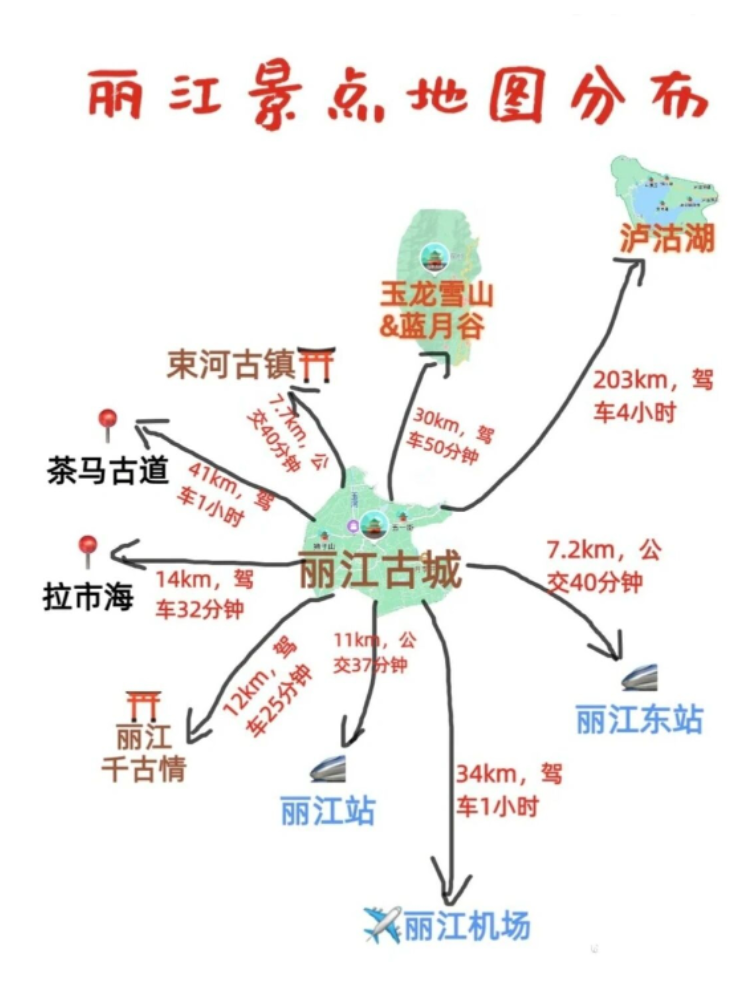 丽江景点地图分布
泸沽湖
玉龙雪山
&蓝月谷
束河古镇
203km，驾
车4小时
30km，驾
车50分钟
7.7km，公
交40分钟
茶马古道
41km，驾
车1小时
丽江古城
7.2km，公
交40分钟
拉市海
14km，驾
车32分钟
11km，公
交37分钟
12km，驾
车25分钟
丽江东站
丽江
千古情
丽江站
34km，驾
车1小时
丽江机场